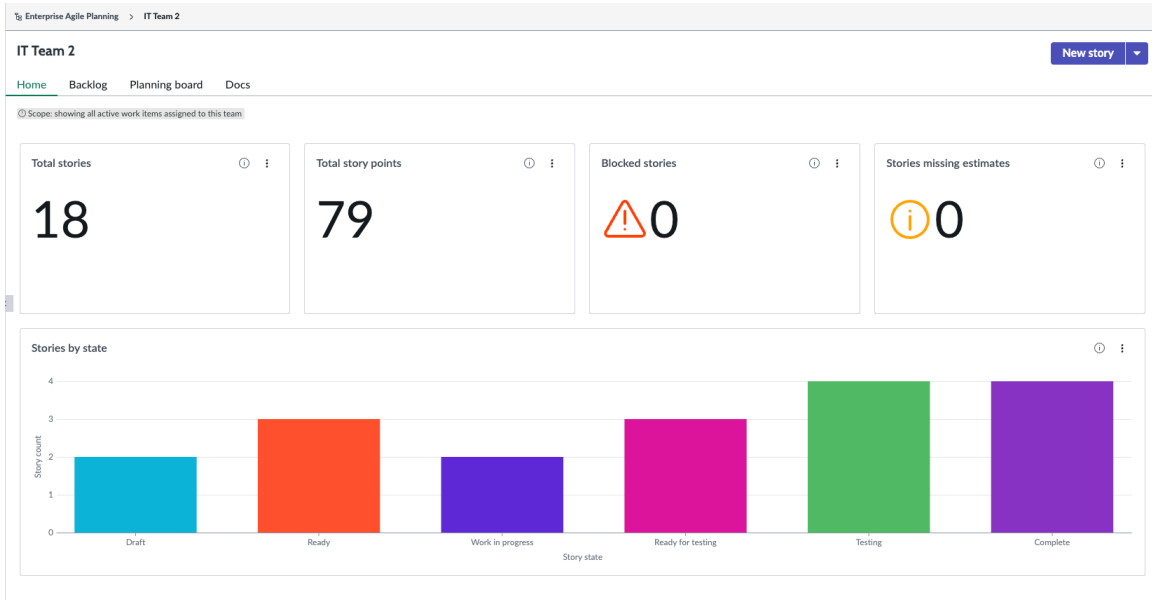 Enterprise Agile Planning > IT Team 2
IT Team 2
New story
Home Backlog Planning board Docs
Scope: showing all active work items assigned to this team
Total stories
18
Total story points
79
Blocked stories
0
Stories missing estimates
0
Stories by state
4
3
2
1
0
Story count
Draft Ready Work in progress Ready for testing Testing Complete
Story state